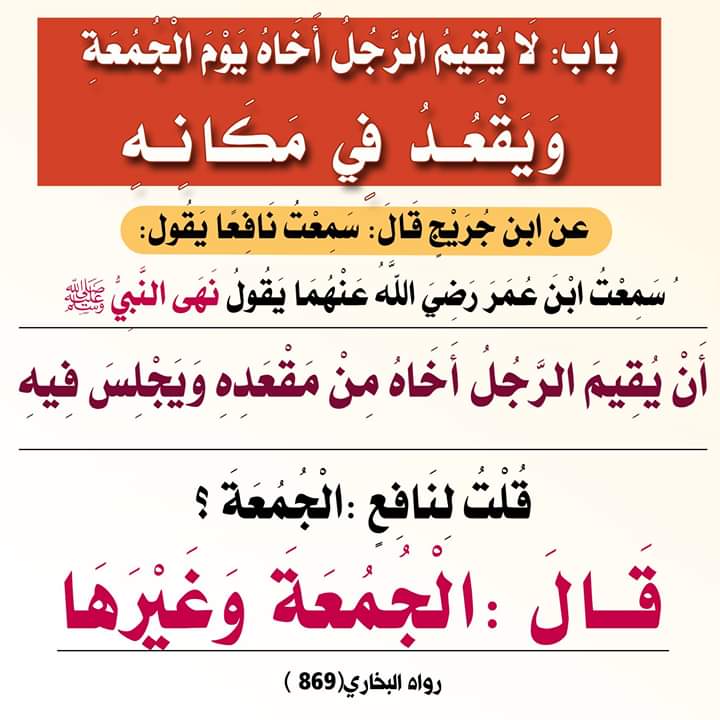 بَاب: لَا يُقِيمُ الرَّجُلُ أَخَاهُ يَوْمَ الْجُمُعَةِ
وَيَقْعُدُ فِي مَكَانِهِ
عن ابن جُرَيْجٍ قَالَ: سَمِعْتُ نَافِعًا يَقُول:
سَمِعْتُ ابْنَ عُمَرَ رَضِيَ اللَّهُ عَنْهُمَا يَقُولُ نَهَى النَّبِيُّ ﷺ
أَنْ يُقِيمَ الرَّجُلُ أَخَاهُ مِنْ مَقْعَدِهِ وَيَجْلِسَ فِيهِ
قُلْتُ لِنَافِعٍ :الْجُمُعَةَ ؟
قَالَ :الْجُمُعَةَ وَغَيْرَهَا
رواه البخاري(869 )